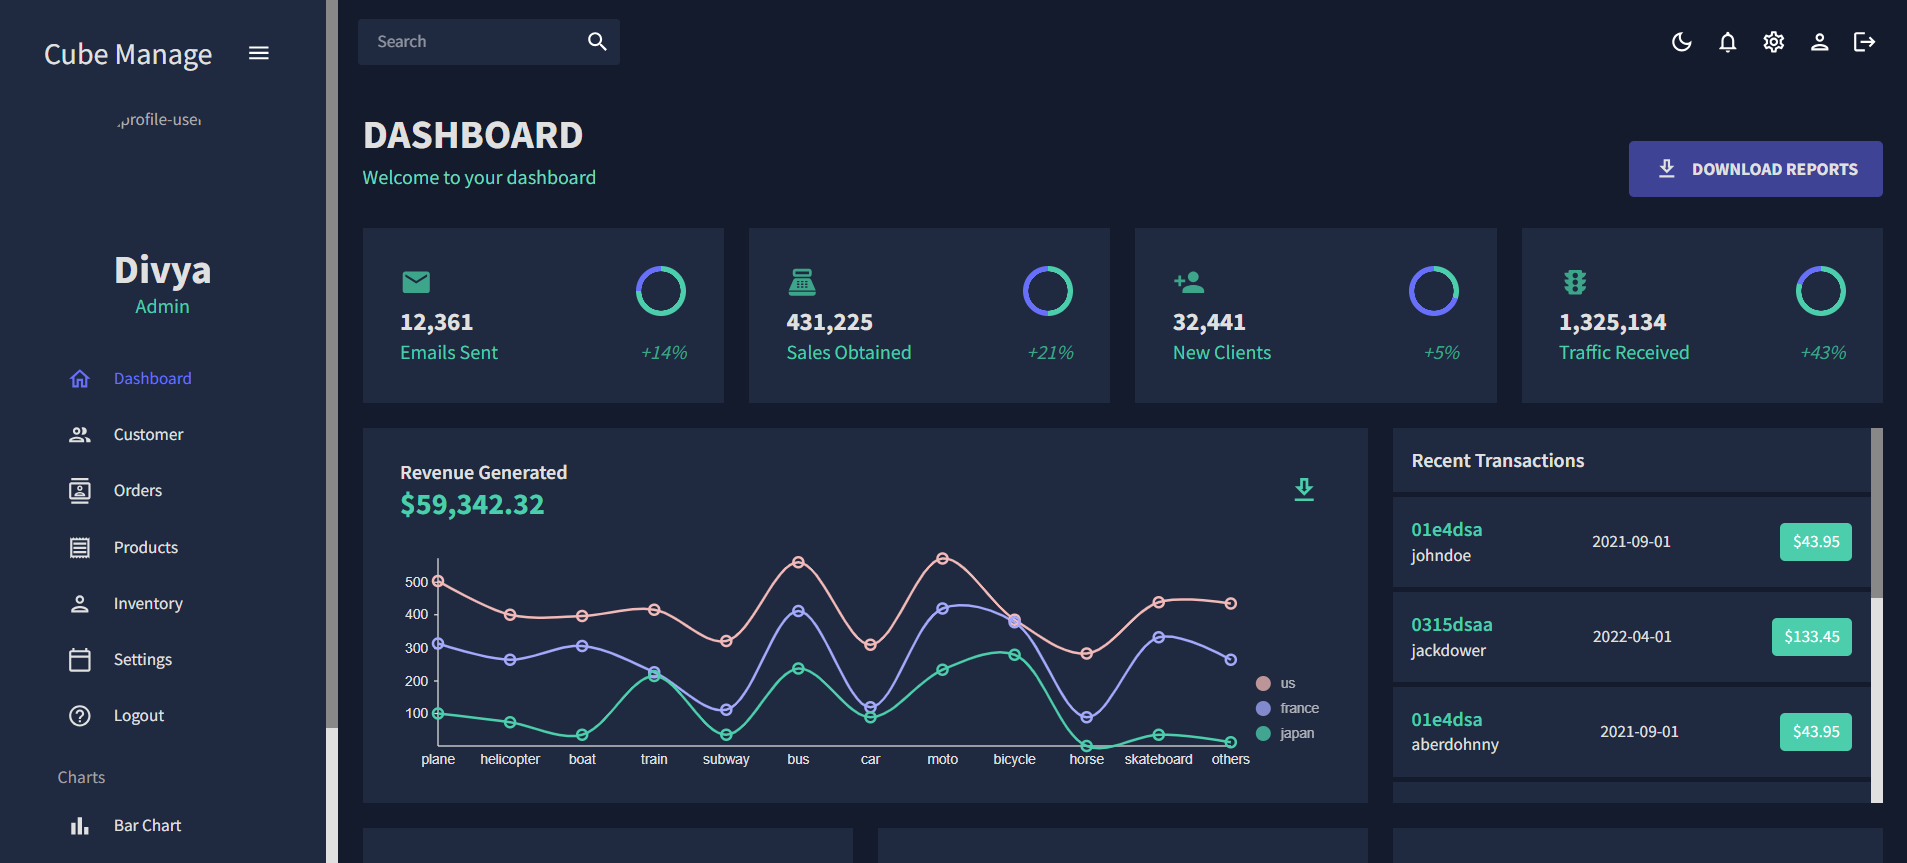 Cube Manage
profile-user
Divya
Admin
Dashboard
Customer
Orders
Products
Inventory
Settings
Logout
Charts
Bar Chart
Search
DASHBOARD
Welcome to your dashboard
DOWNLOAD REPORTS
12,361
Emails Sent
+14%
431,225
Sales Obtained
+21%
32,441
New Clients
+5%
1,325,134
Traffic Received
+43%
Revenue Generated
$59,342.32
500
400
300
200
100
plane helicopter boat train subway bus car moto bicycle horse skateboard others
us
france
japan
Recent Transactions
01e4dsa
johndoe
2021-09-01
$43.95
0315dsaa
jackdower
2022-04-01
$133.45
01e4dsa
aberdohnny
2021-09-01
$43.95